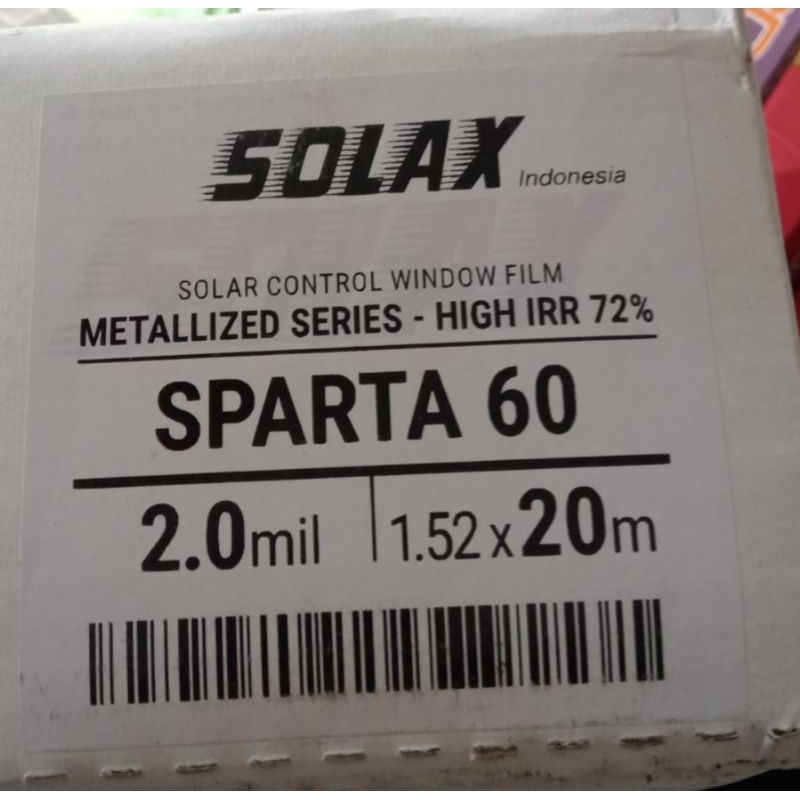 SOLAX Indonesia
SOLAR CONTROL WINDOW FILM
METALLIZED SERIES - HIGH IRR 72%
SPARTA 60
2.0mil 1.52 x 20m